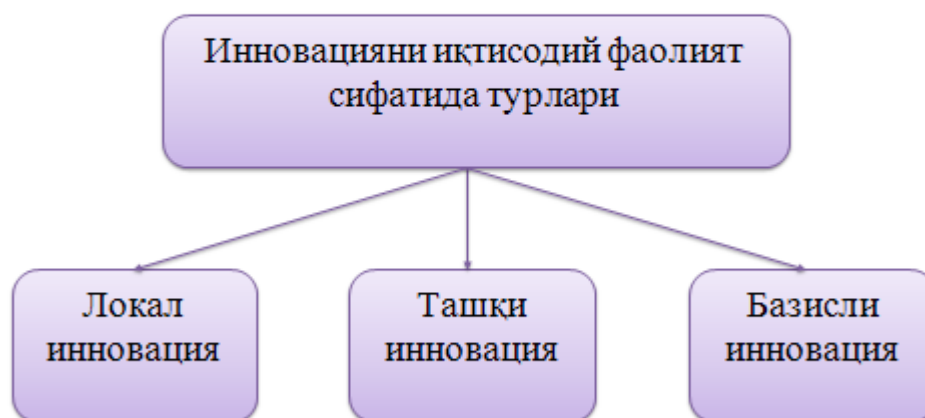 Инновацияни иқтисодий фаолият
сифатида турлари
Локал
инновация
Ташқи
инновация
Базисли
инновация